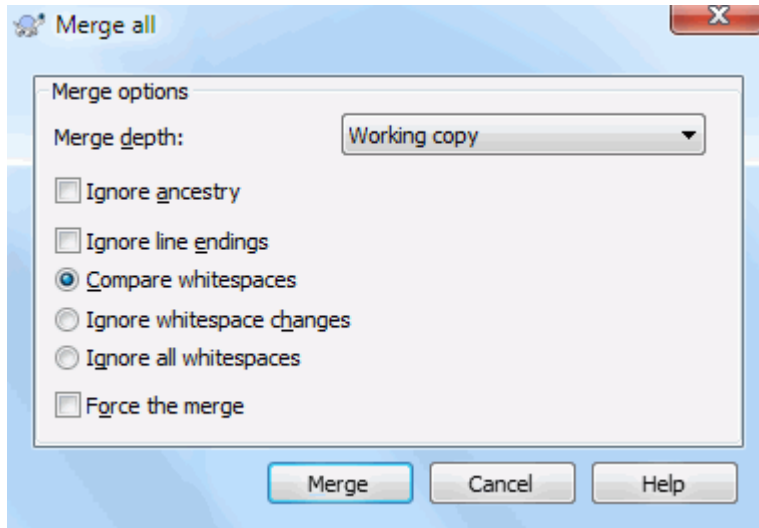 Merge all
Merge options
Merge depth: Working copy
Ignore ancestry
Ignore line endings
Compare whitespaces
Ignore whitespace changes
Ignore all whitespaces
Force the merge
Merge Cancel Help